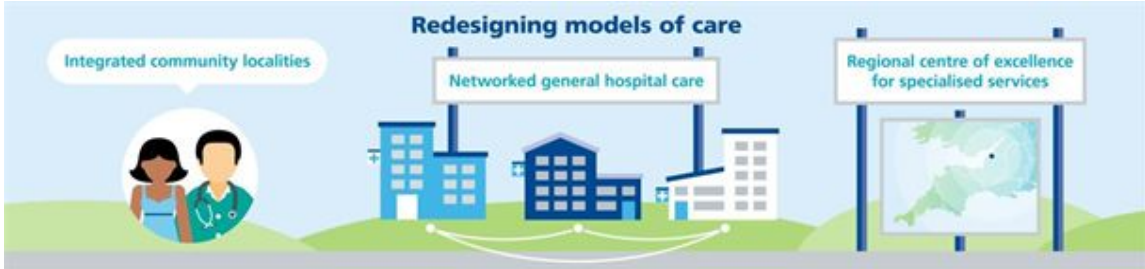 Redesigning models of care
Integrated community localities
Networked general hospital care
Regional centre of excellence
for specialised services